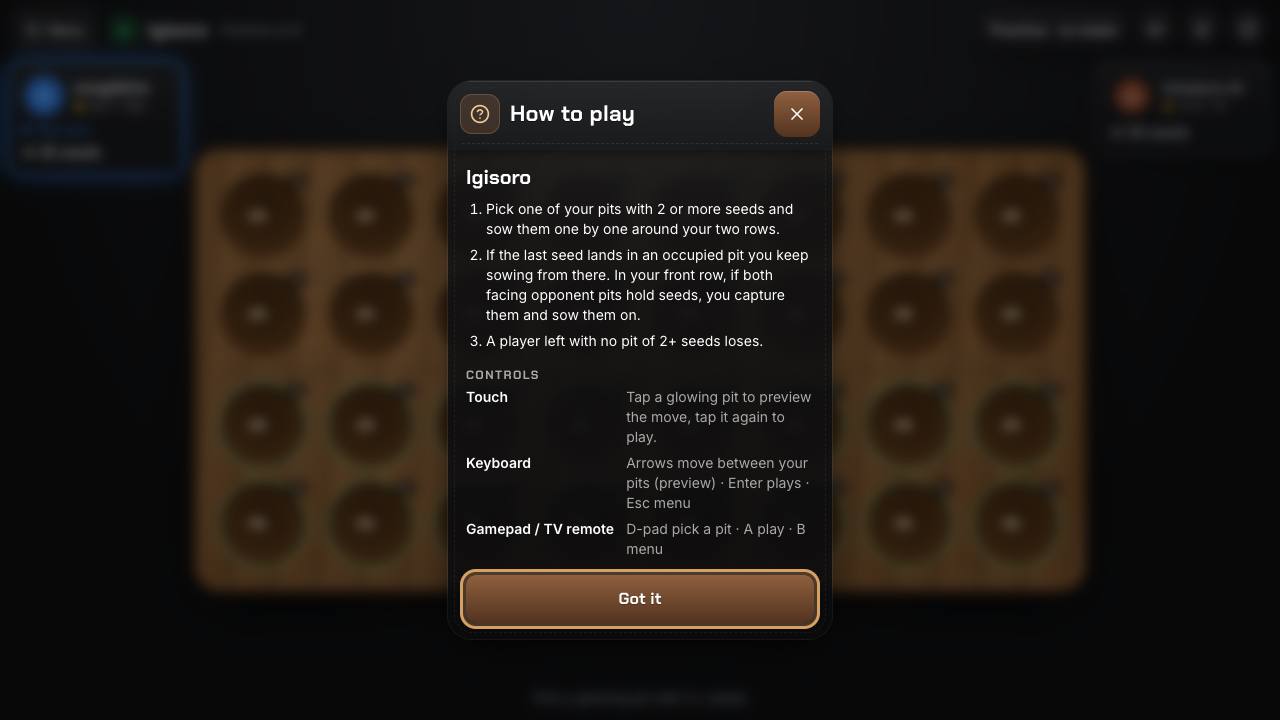 Igisoro
How to play
Igisoro
1. Pick one of your pits with 2 or more seeds and
sow them one by one around your two rows.
2. If the last seed lands in an occupied pit you keep
sowing from there. In your front row, if both
facing opponent pits hold seeds, you capture
them and sow them on.
3. A player left with no pit of 2+ seeds loses.
CONTROLS
Touch
Tap a glowing pit to preview
the move, tap it again to
play.
Keyboard
Arrows move between your
pits (preview) · Enter plays ·
Esc menu
Gamepad / TV remote
D-pad pick a pit · A play · B
menu
Got it